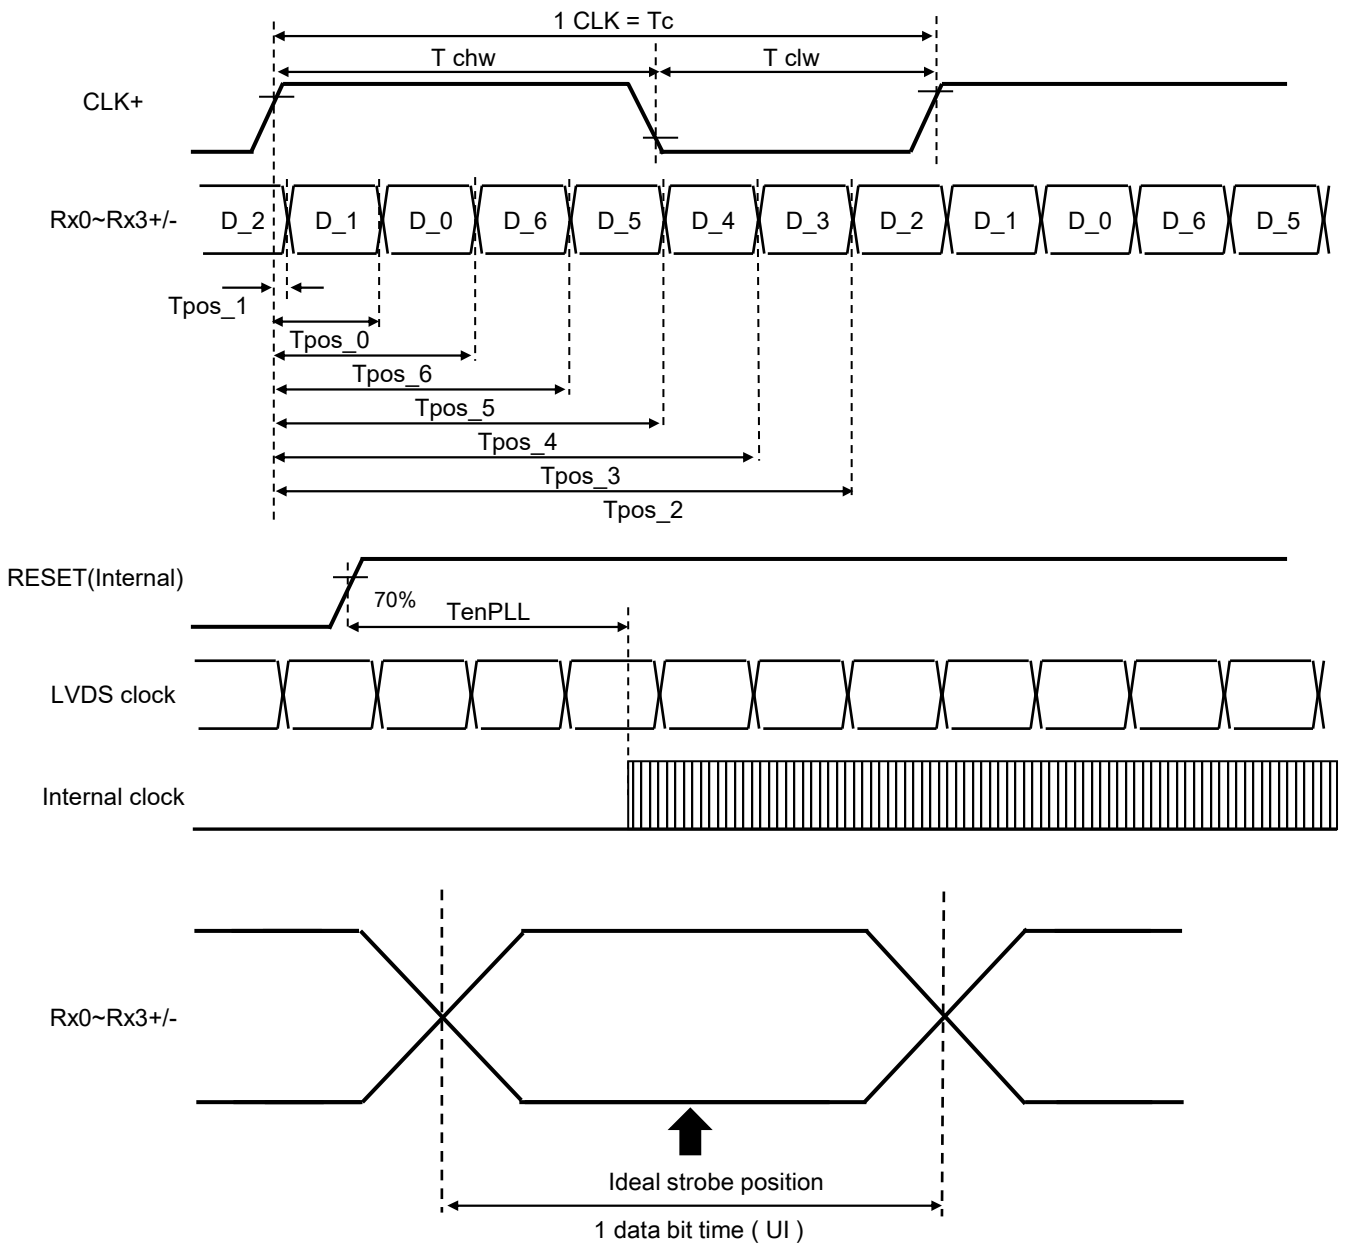 1 CLK = Tc
T chw
T clw
CLK+
Rx0~Rx3+/-
D_2 D_1 D_0 D_6 D_5 D_4 D_3 D_2 D_1 D_0 D_6 D_5
Tpos_1
Tpos_0
Tpos_6
Tpos_5
Tpos_4
Tpos_3
Tpos_2
RESET(Internal)
70%
TenPLL
LVDS clock
Internal clock
Rx0~Rx3+/-
Ideal strobe position
1 data bit time ( UI )